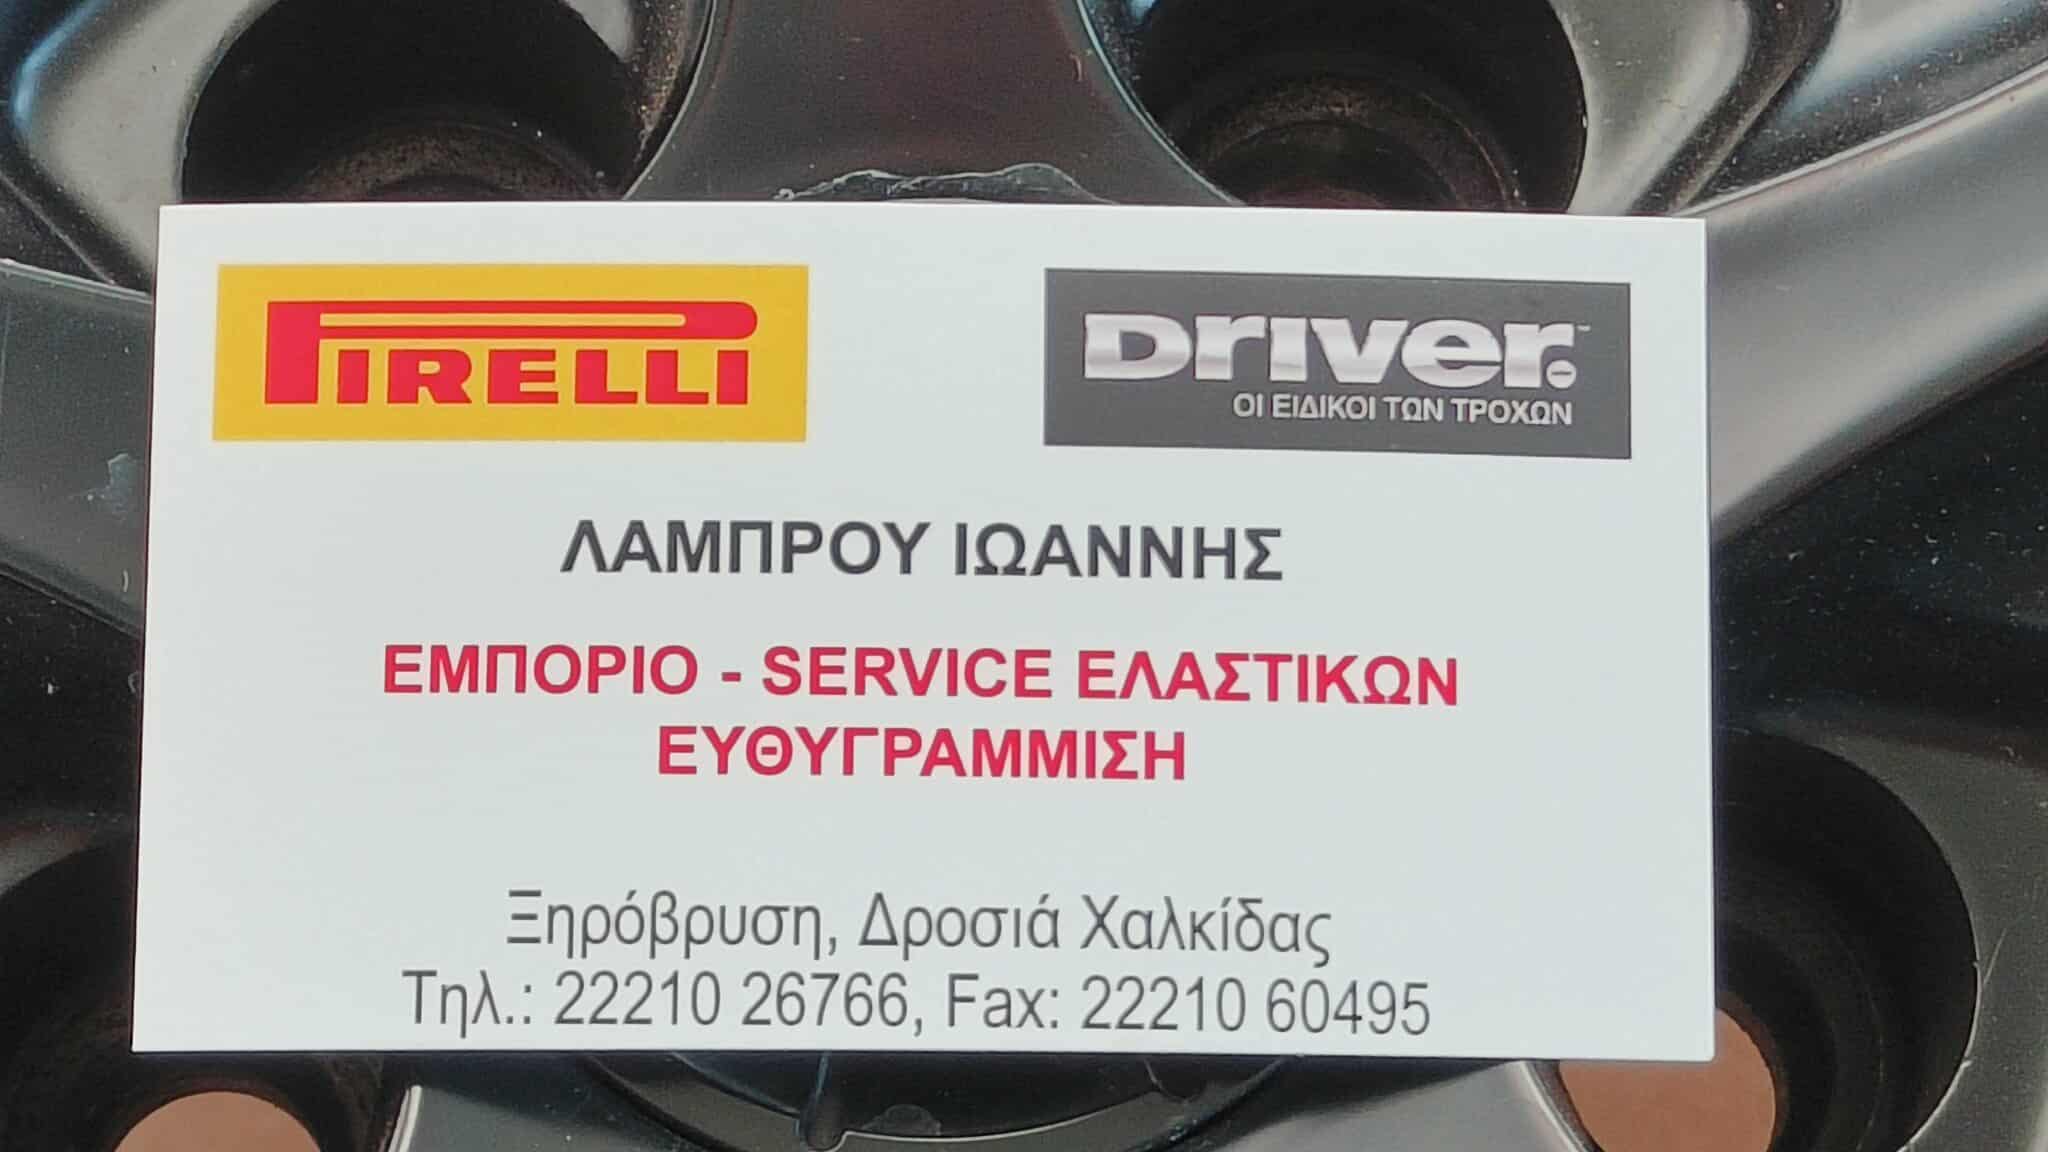 PIRELLI
Driver.
ΟΙ ΕΙΔΙΚΟΙ ΤΩΝ ΤΡΟΧΩΝ
ΛΑΜΠΡΟΥ ΙΩΑΝΝΗΣ
ΕΜΠΟΡΙΟ - SERVICE ΕΛΑΣΤΙΚΩΝ
ΕΥΘΥΓΡΑΜΜΙΣΗ
Ξηρόβρυση, Δροσιά Χαλκίδας
Τηλ.: 22210 26766, Fax: 22210 60495